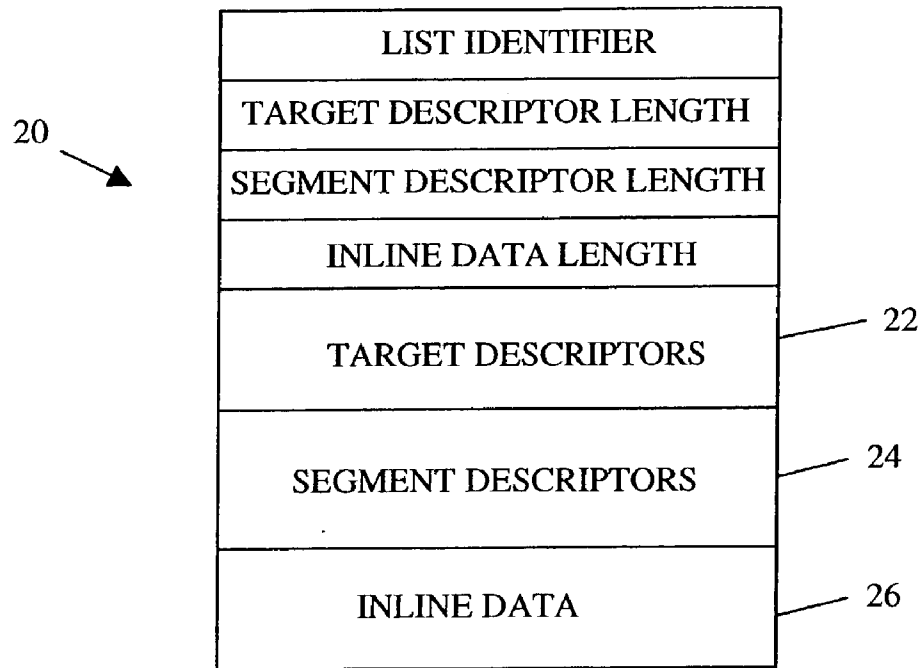 LIST IDENTIFIER
TARGET DESCRIPTOR LENGTH
20
SEGMENT DESCRIPTOR LENGTH
INLINE DATA LENGTH
22
TARGET DESCRIPTORS
24
SEGMENT DESCRIPTORS
INLINE DATA
26